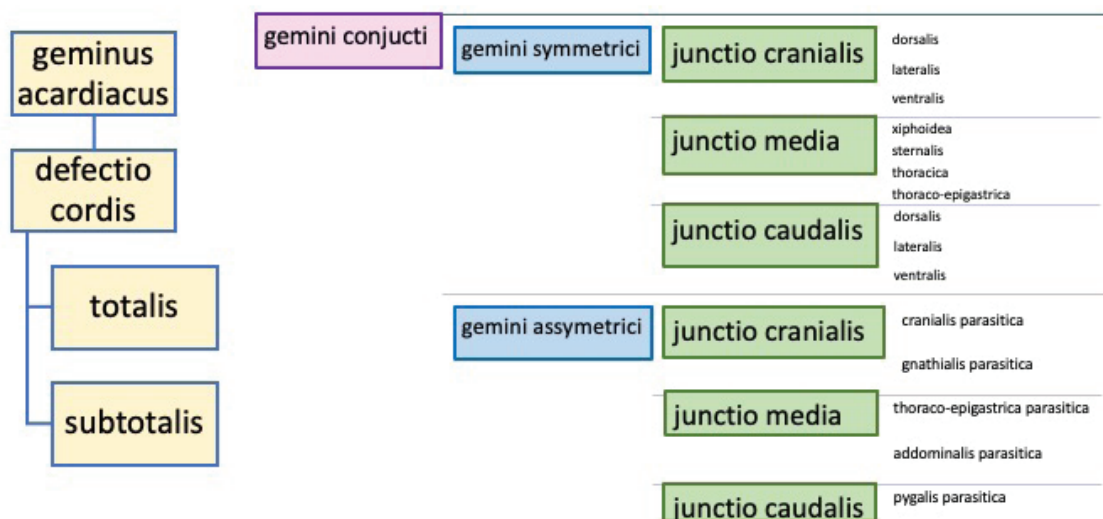 geminus
acardiacus
defectio
cordis
totalis
subtotalis
gemini conjucti
gemini symmetrici
junctio cranialis
dorsalis
lateralis
ventralis
junctio media
xiphoidea
sternalis
thoracica
thoraco-epigastrica
junctio caudalis
dorsalis
lateralis
ventralis
gemini assymetrici
junctio cranialis
cranialis parasitica
gnathialis parasitica
junctio media
thoraco-epigastrica parasitica
addominalis parasitica
junctio caudalis
pygalis parasitica